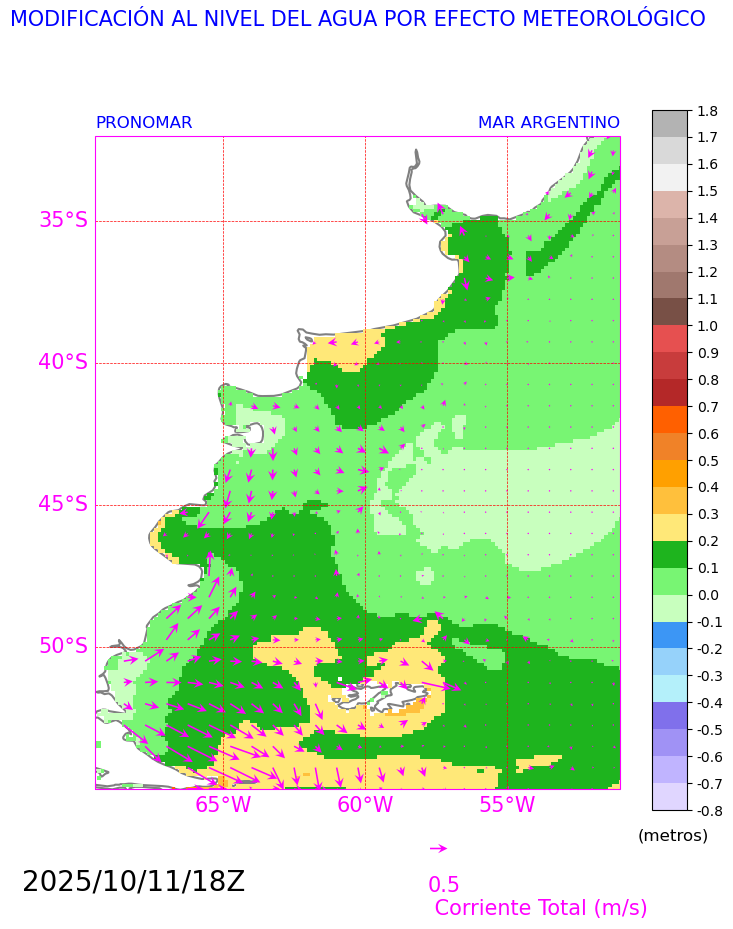 MODIFICACIÓN AL NIVEL DEL AGUA POR EFECTO METEOROLÓGICO
PRONOMAR MAR ARGENTINO
35°S
40°S
45°S
50°S
65°W 60°W 55°W
1.8
1.7
1.6
1.5
1.4
1.3
1.2
1.1
1.0
0.9
0.8
0.7
0.6
0.5
0.4
0.3
0.2
0.1
0.0
-0.1
-0.2
-0.3
-0.4
-0.5
-0.6
-0.7
-0.8
(metros)
2025/10/11/18Z
0.5
Corriente Total (m/s)